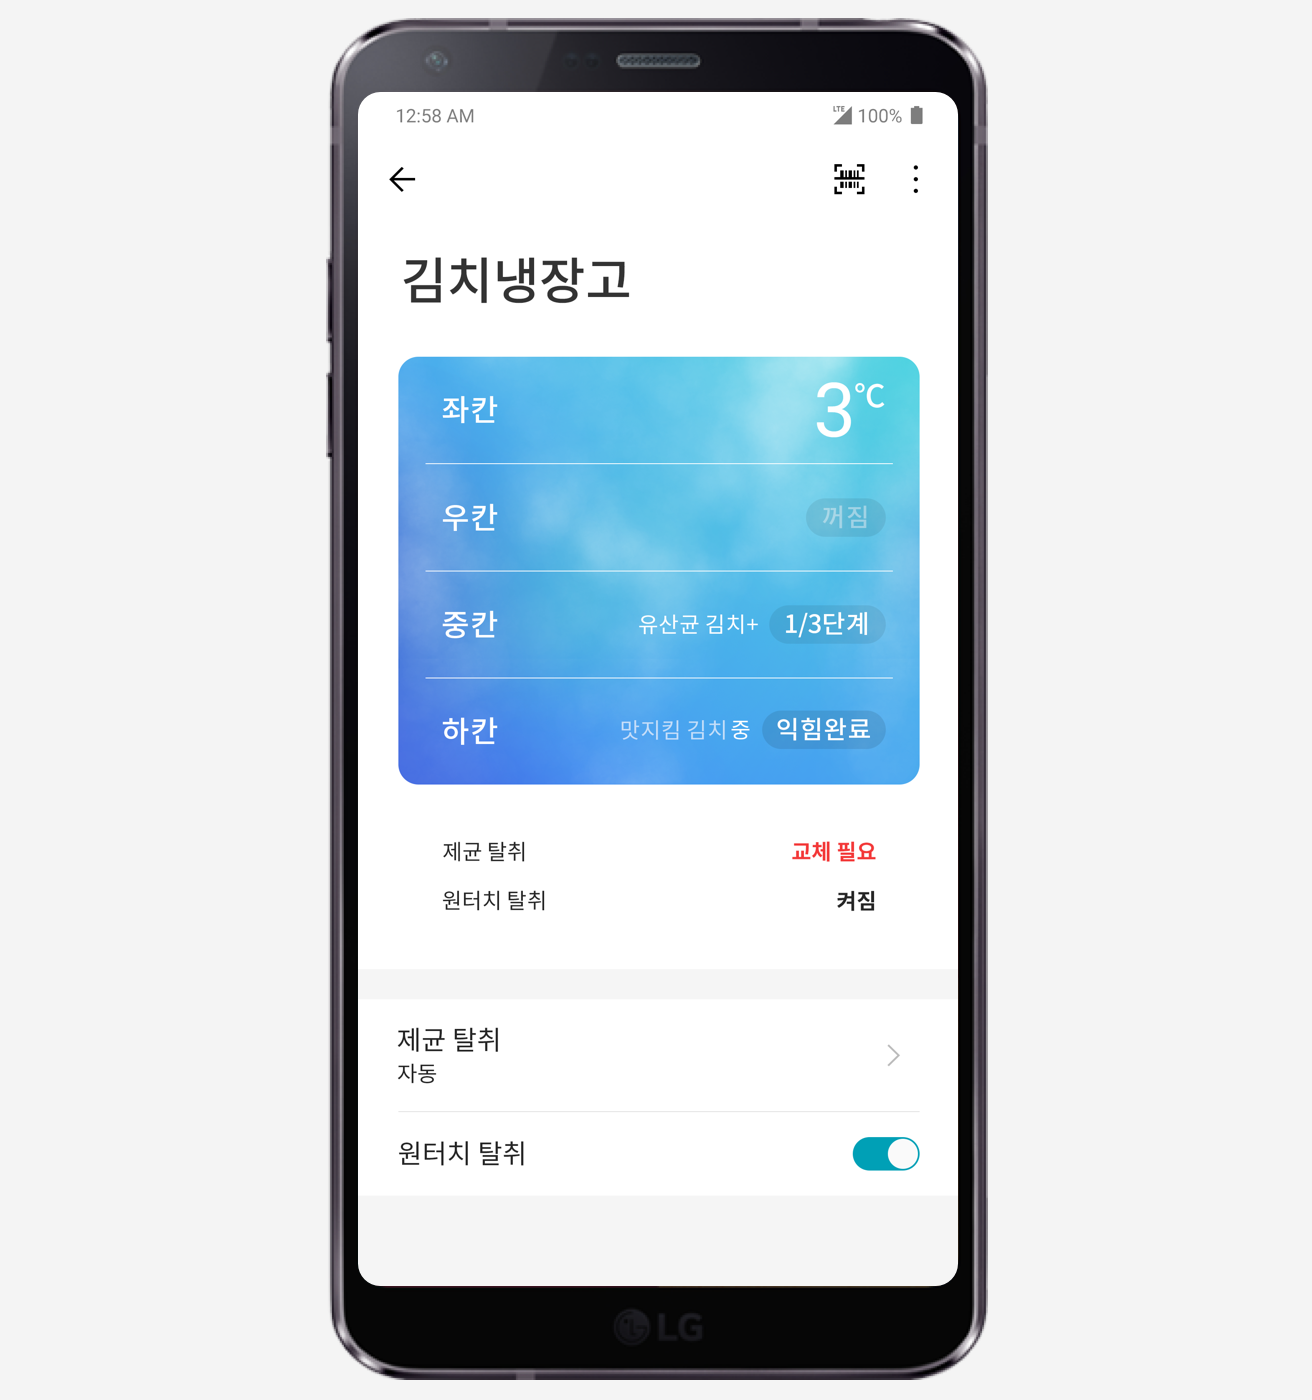 12:58 AM LTE 100%
김치냉장고
좌칸 3°C
우칸 꺼짐
중칸 유산균 김치+ 1/3단계
하칸 맛지킴 김치 중 익힘완료
제균 탈취 교체 필요
원터치 탈취 켜짐
제균 탈취
자동
원터치 탈취
LG